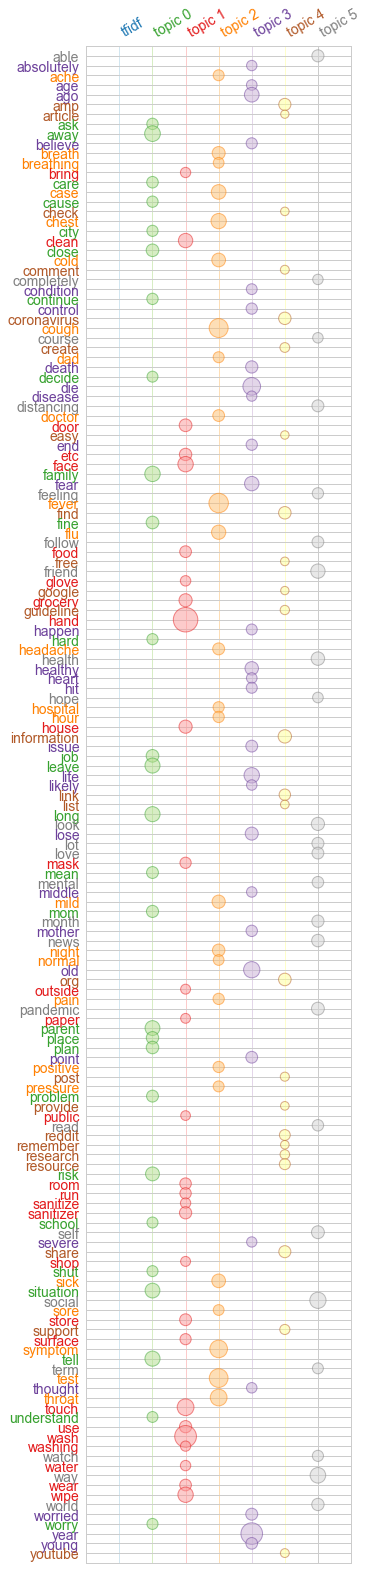 tfidf topic 0 topic 1 topic 2 topic 3 topic 4 topic 5
able
absolutely
ache
age
ago
amp
article
ask
away
believe
breath
breathing
bring
care
case
cause
check
chest
city
clean
close
cold
comment
completely
condition
continue
control
coronavirus
cough
course
create
dad
death
decide
die
disease
distancing
doctor
door
easy
end
etc
face
family
fear
feeling
fever
find
fine
flu
follow
food
free
friend
glove
google
grocery
guideline
hand
happen
hard
headache
health
healthy
heart
hit
hope
hospital
hour
house
information
issue
job
leave
life
likely
link
list
long
look
lose
lot
love
mask
mean
mental
middle
mild
mom
month
mother
news
night
normal
old
org
outside
pain
pandemic
paper
parent
place
plan
point
positive
post
pressure
problem
provide
public
read
reddit
remember
research
resource
risk
room
run
sanitize
sanitizer
school
self
severe
share
shop
shut
sick
situation
social
sore
store
support
surface
symptom
tell
term
test
thought
throat
touch
understand
use
wash
washing
watch
water
way
wear
wipe
world
worried
worry
year
young
youtube